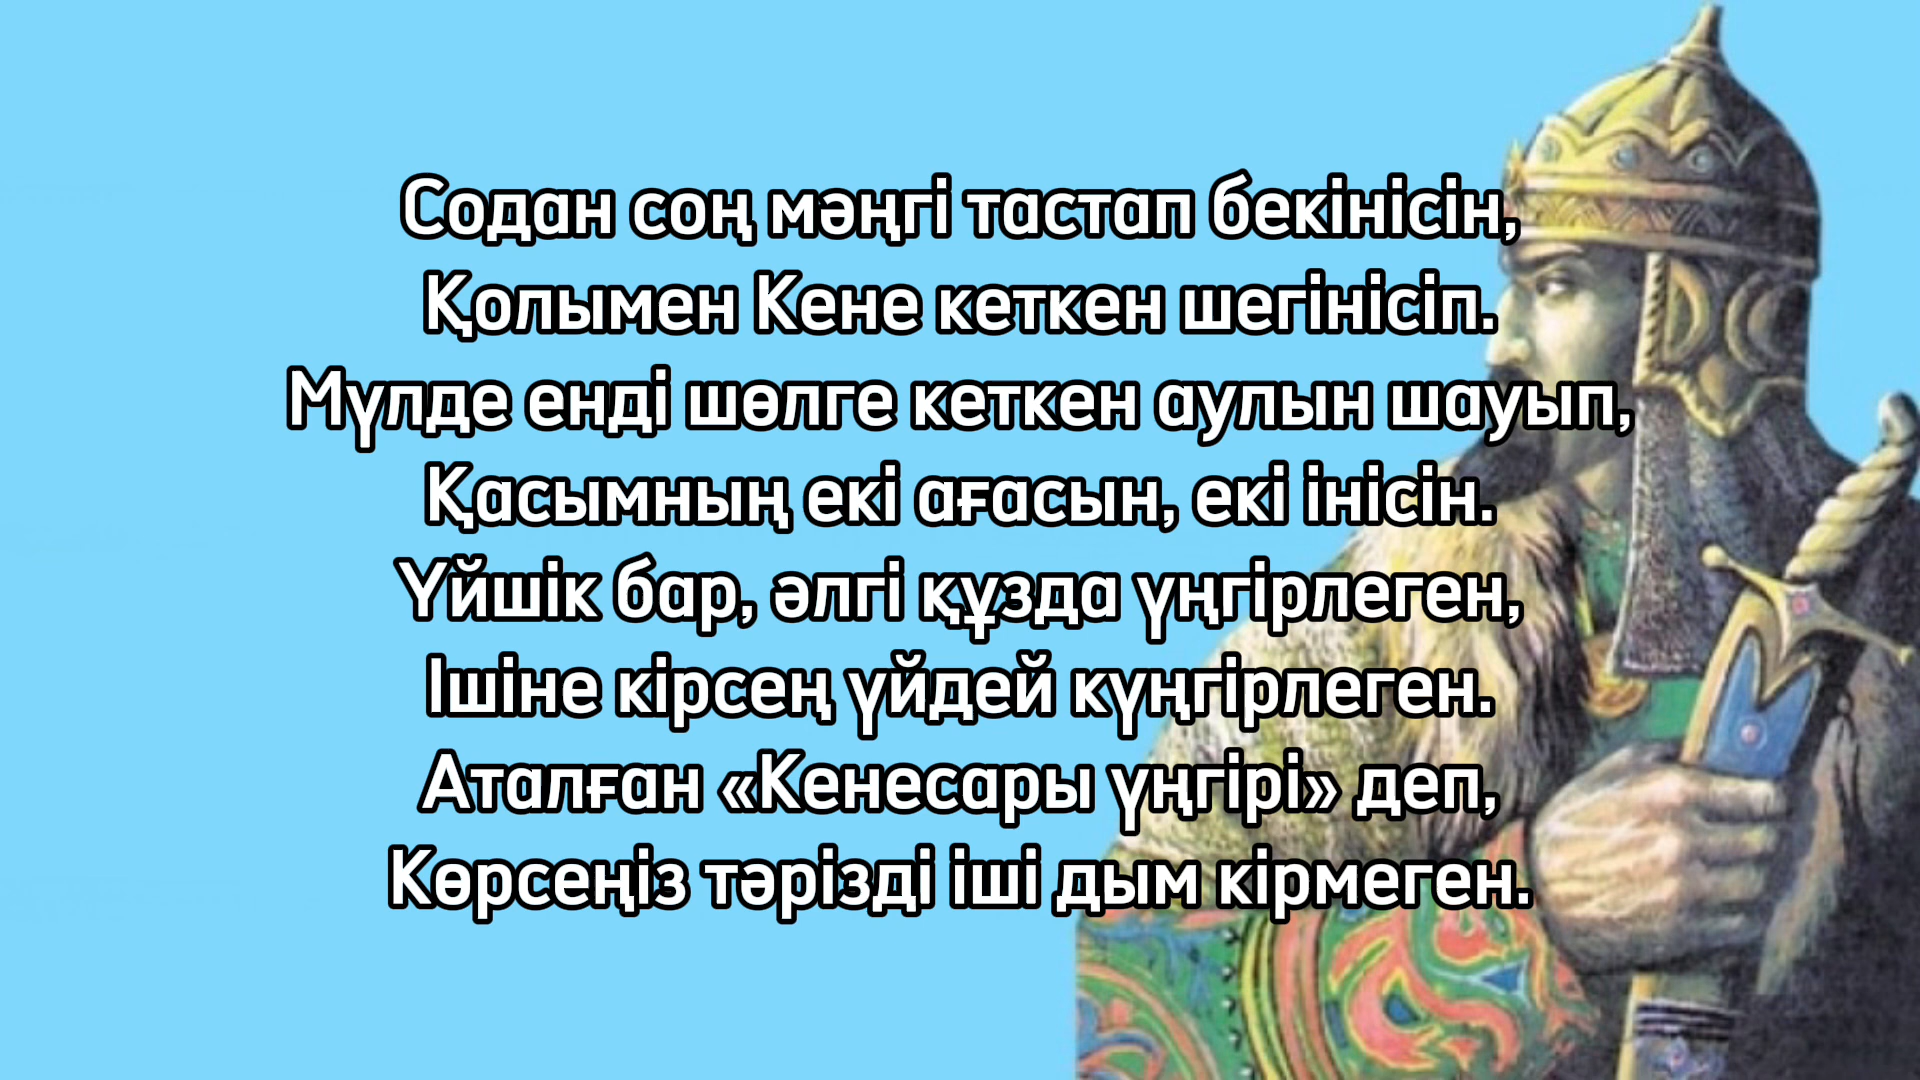 Содан соң мәңгі тастап бекінісін,
Қолымен Кене кеткен шегінісіп.
Мүлде енді шөлге кеткен аулын шауып,
Қасымның екі ағасын, екі інісін.
Үйшік бар, әлгі құзда үңгірлеген,
Ішіне кірсең үйдей күңгірлеген.
Аталған «Кенесары үңгірі» деп,
Көрсеңіз тәрізді іші дым кірмеген.